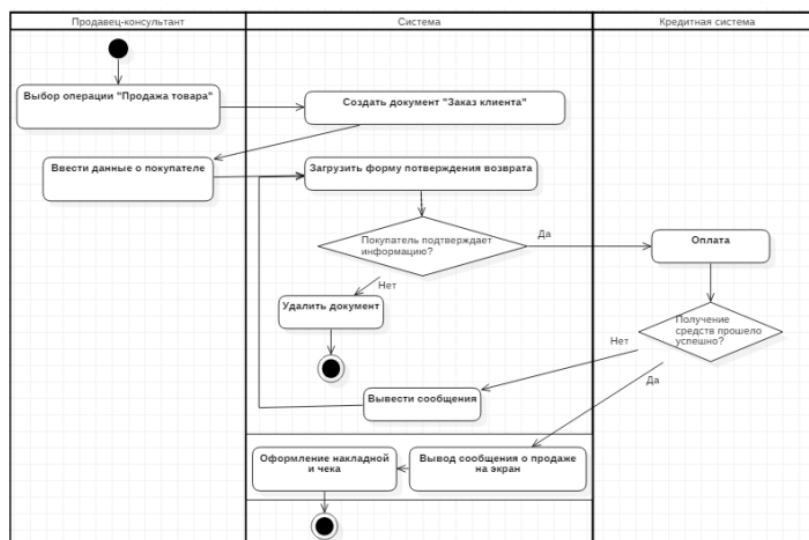 Продавец-консультант
Система
Кредитная система
Выбор операции "Продажа товара"
Создать документ "Заказ клиента"
Ввести данные о покупателе
Загрузить форму потверждения возврата
Покупатель подтверждает
информацию?
Да
Оплата
Нет
Удалить документ
Получение
средств прошело
успешно?
Нет
Да
Вывести сообщения
Оформление накладной
и чека
Вывод сообщения о продаже
на экран